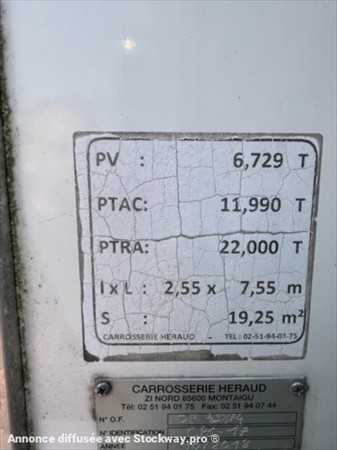 PV : 6,729 T
PTAC: 11,990 T
PTRA: 22,000 T
l x L : 2,55 x 7,55 m
S : 19,25 m²
CARROSSERIE HERAUD - TEL : 02-51-94-01-75
CARROSSERIE HERAUD
ZI NORD 85600 MONTAIGU
Tél: 02 51 94 01 75 Fax: 02 51 94 07 44
N° O.F.
N° IDENTIFICATION
ANNÉE
Annonce diffusée avec Stockway.pro ©